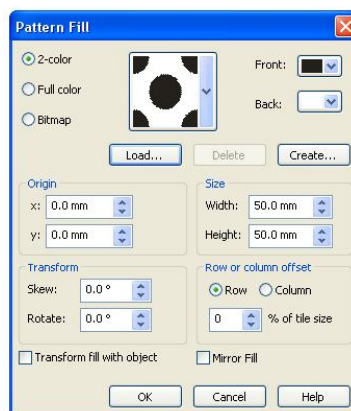 Pattern Fill
2-color
Full color
Bitmap
Front:
Back:
Load... Delete Create...
Origin
x: 0.0 mm
y: 0.0 mm
Size
Width: 50.0 mm
Height: 50.0 mm
Transform
Skew: 0.0 °
Rotate: 0.0 °
Row or column offset
Row Column
0 % of tile size
Transform fill with object
Mirror Fill
OK Cancel Help